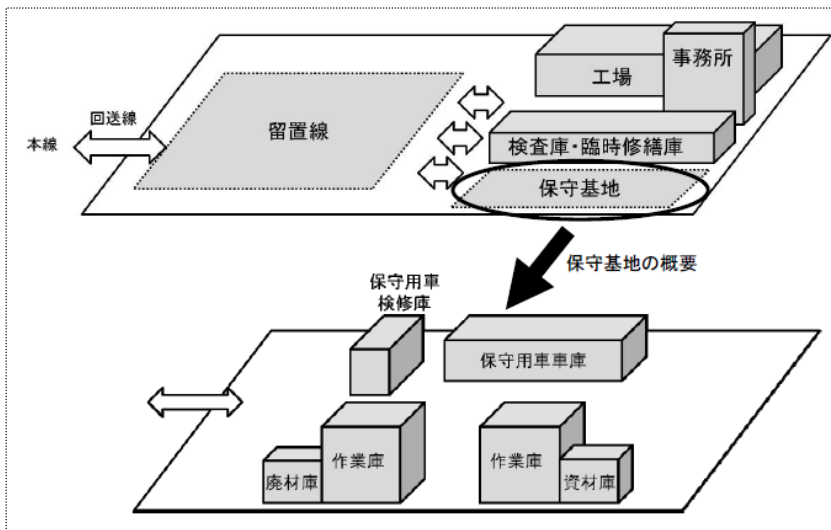 事務所
工場
回送線
本線
留置線
検査庫・臨時修繕庫
保守基地
保守基地の概要
保守用車
検修庫
保守用車車庫
作業庫
廃材庫
作業庫
資材庫